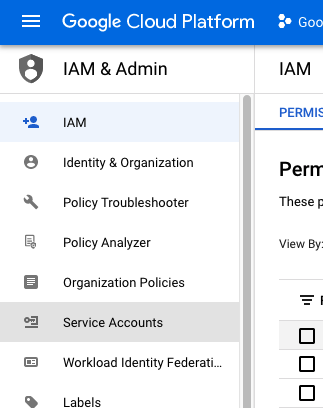 Google Cloud Platform
Goo
IAM & Admin
IAM
IAM
PERMIS
Identity & Organization
Perm
Policy Troubleshooter
These p
Policy Analyzer
View By:
Organization Policies
Service Accounts
Workload Identity Federati...
Labels